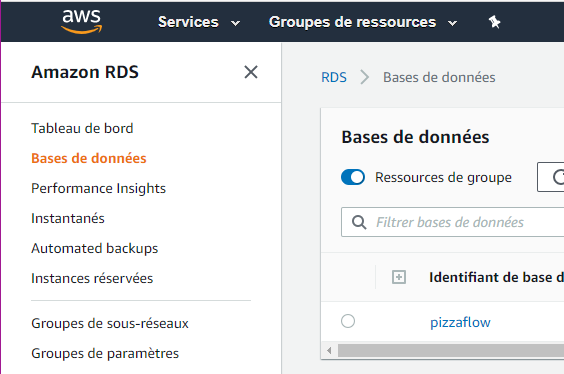 aws Services Groupes de ressources
Amazon RDS
Tableau de bord
Bases de données
Performance Insights
Instantanés
Automated backups
Instances réservées
Groupes de sous-réseaux
Groupes de paramètres
RDS > Bases de données
Bases de données
Ressources de groupe
Filtrer bases de données
Identifiant de base d
pizzaflow